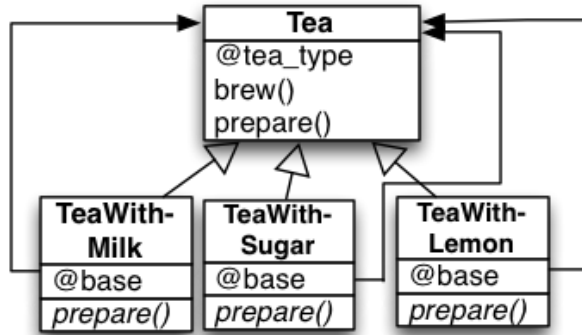 Tea
@tea_type
brew()
prepare()
TeaWith-
Milk
@base
prepare()
TeaWith-
Sugar
@base
prepare()
TeaWith-
Lemon
@base
prepare()